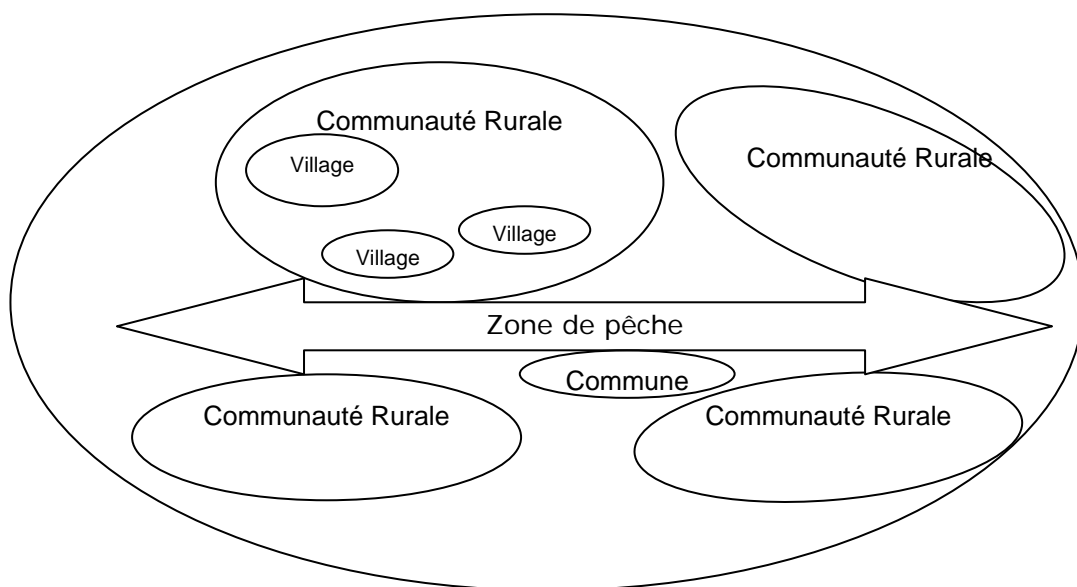 Communauté Rurale
Village
Village
Village
Communauté Rurale
Zone de pêche
Commune
Communauté Rurale
Communauté Rurale